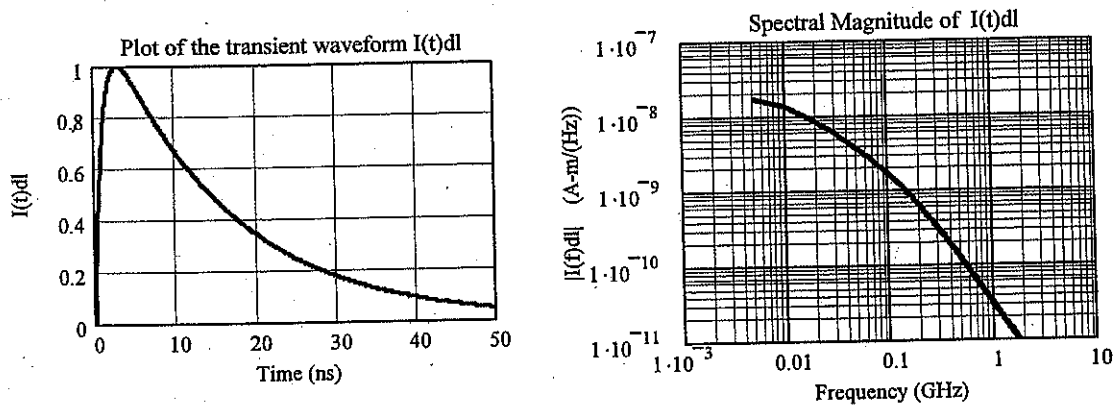 Plot of the transient waveform I(t)dl
1
0.8
0.6
0.4
0.2
0
I(t)dl
0 10 20 30 40 50
Time (ns)
Spectral Magnitude of I(t)dl
1·10⁻⁷
1·10⁻⁸
1·10⁻⁹
1·10⁻¹⁰
1·10⁻¹¹
|I(f)dl| (A-m/(Hz))
1·10⁻³ 0.01 0.1 1 10
Frequency (GHz)